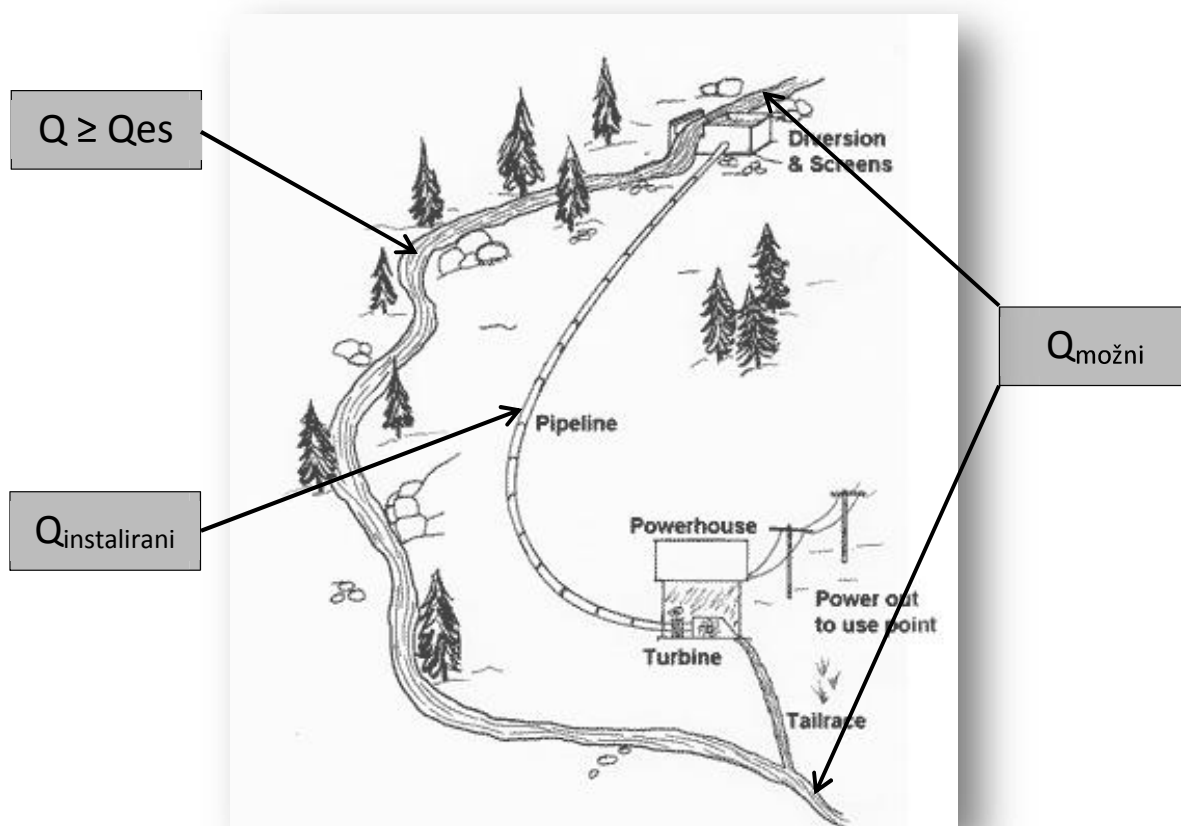 Q ≥ Qes
Diversion
& Screens
Qmožni
Pipeline
Qinstalirani
Powerhouse
Power out
to use point
Turbine
Tailrace